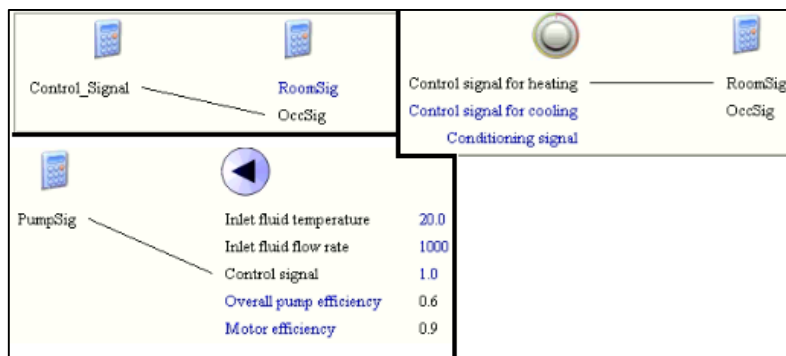 Control_Signal
RoomSig
OccSig
Control signal for heating
RoomSig
Control signal for cooling
OccSig
Conditioning signal
PumpSig
Inlet fluid temperature 20.0
Inlet fluid flow rate 1000
Control signal 1.0
Overall pump efficiency 0.6
Motor efficiency 0.9